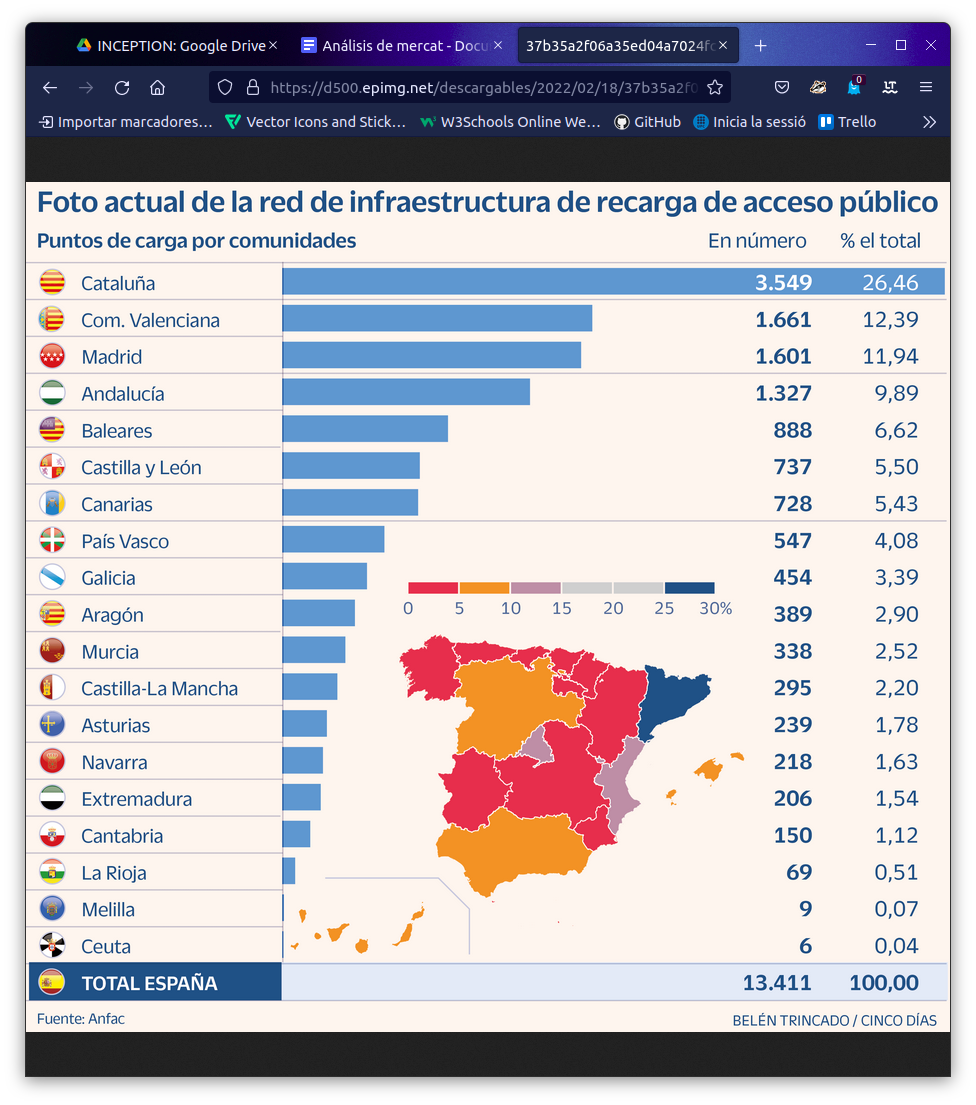 INCEPTION: Google Drive
Análisis de mercat - Docu
37b35a2f06a35ed04a7024fc
https://d500.epimg.net/descargables/2022/02/18/37b35a2f0
0
Importar marcadores…
Vector Icons and Stick…
W3Schools Online We…
GitHub
Inicia la sessió
Trello
Foto actual de la red de infraestructura de recarga de acceso público
Puntos de carga por comunidades En número % el total
Cataluña 3.549 26,46
Com. Valenciana 1.661 12,39
Madrid 1.601 11,94
Andalucía 1.327 9,89
Baleares 888 6,62
Castilla y León 737 5,50
Canarias 728 5,43
País Vasco 547 4,08
Galicia 454 3,39
0 5 10 15 20 25 30%
Aragón 389 2,90
Murcia 338 2,52
Castilla-La Mancha 295 2,20
Asturias 239 1,78
Navarra 218 1,63
Extremadura 206 1,54
Cantabria 150 1,12
La Rioja 69 0,51
Melilla 9 0,07
Ceuta 6 0,04
TOTAL ESPAÑA 13.411 100,00
Fuente: Anfac BELÉN TRINCADO / CINCO DÍAS